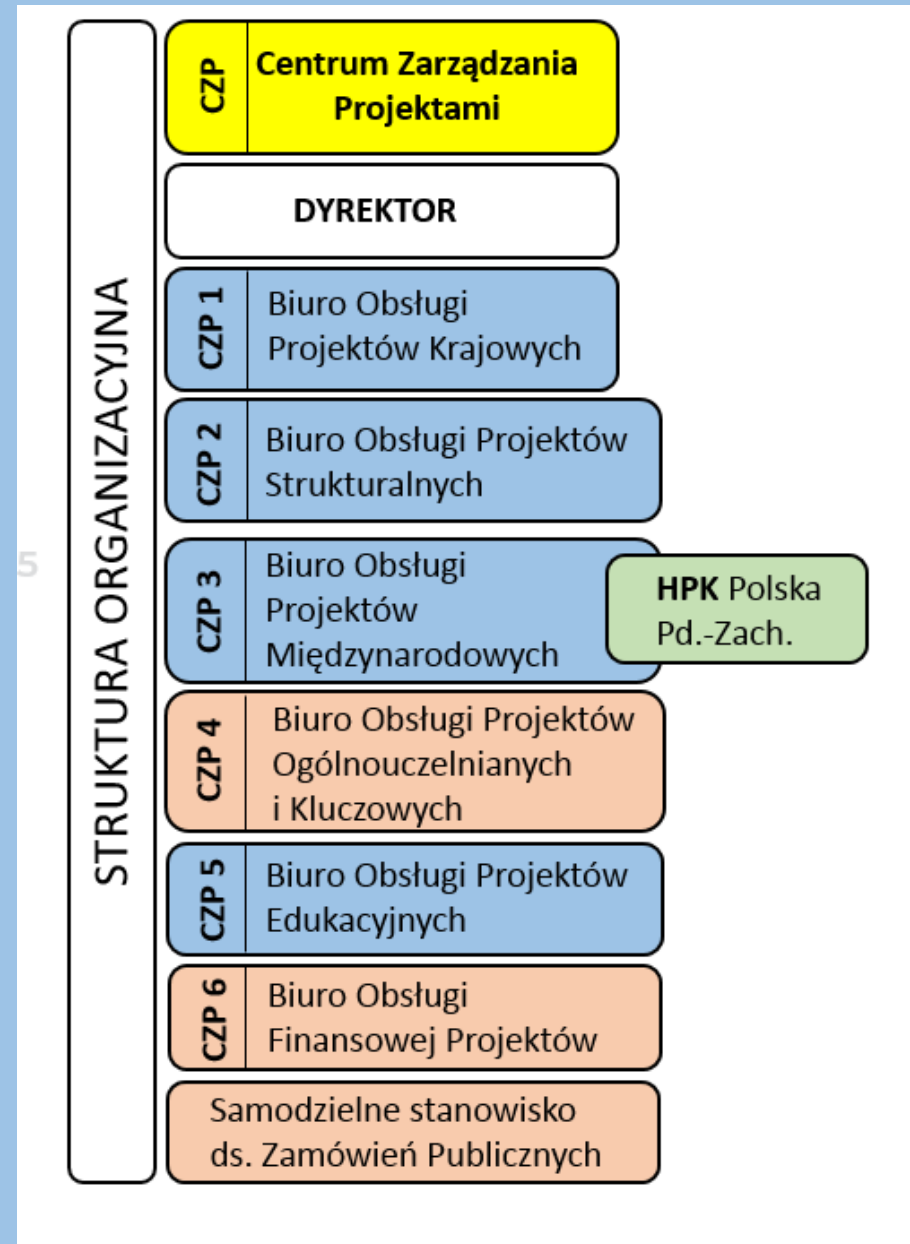 STRUKTURA ORGANIZACYJNA
CZP
Centrum Zarządzania
Projektami
DYREKTOR
CZP 1
Biuro Obsługi
Projektów Krajowych
CZP 2
Biuro Obsługi Projektów
Strukturalnych
5
CZP 3
Biuro Obsługi
Projektów
Międzynarodowych
HPK Polska
Pd.-Zach.
CZP 4
Biuro Obsługi Projektów
Ogólnouczelnianych
i Kluczowych
CZP 5
Biuro Obsługi Projektów
Edukacyjnych
CZP 6
Biuro Obsługi
Finansowej Projektów
Samodzielne stanowisko
ds. Zamówień Publicznych